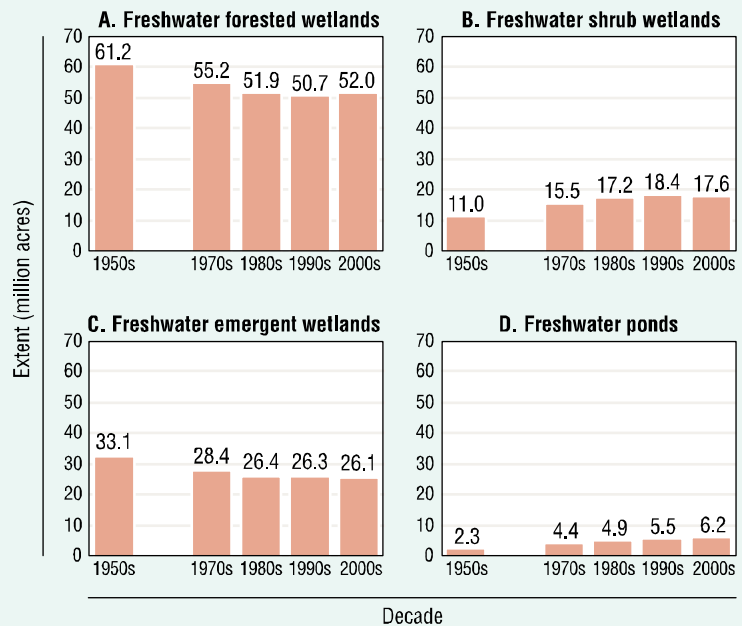 A. Freshwater forested wetlands
70
60
50
40
30
20
10
0
61.2
55.2
51.9
50.7
52.0
1950s
1970s
1980s
1990s
2000s
B. Freshwater shrub wetlands
70
60
50
40
30
20
10
0
11.0
15.5
17.2
18.4
17.6
1950s
1970s
1980s
1990s
2000s
C. Freshwater emergent wetlands
70
60
50
40
30
20
10
0
33.1
28.4
26.4
26.3
26.1
1950s
1970s
1980s
1990s
2000s
D. Freshwater ponds
70
60
50
40
30
20
10
0
2.3
4.4
4.9
5.5
6.2
1950s
1970s
1980s
1990s
2000s
Extent (million acres)
Decade